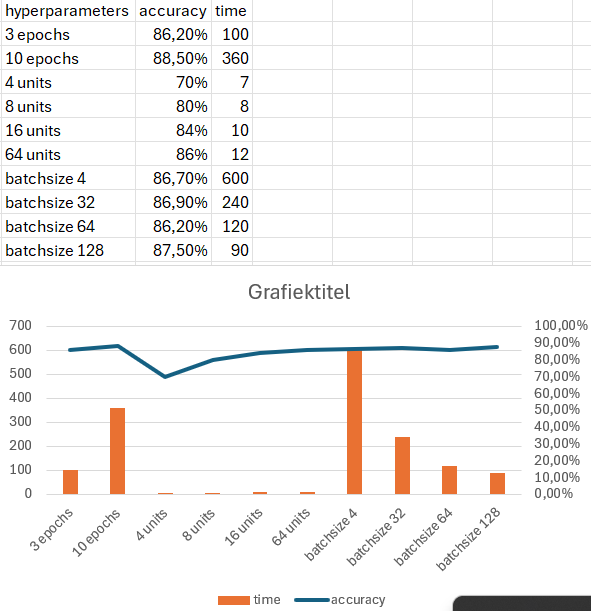 hyperparameters accuracy time
3 epochs 86,20% 100
10 epochs 88,50% 360
4 units 70% 7
8 units 80% 8
16 units 84% 10
64 units 86% 12
batchsize 4 86,70% 600
batchsize 32 86,90% 240
batchsize 64 86,20% 120
batchsize 128 87,50% 90
Grafiektitel
700 100,00%
90,00%
600 80,00%
500 70,00%
400 60,00%
50,00%
300 40,00%
200 30,00%
20,00%
100 10,00%
0 0,00%
3 epochs 10 epochs 4 units 8 units 16 units 64 units batchsize 4 batchsize 32 batchsize 64 batchsize 128
time accuracy